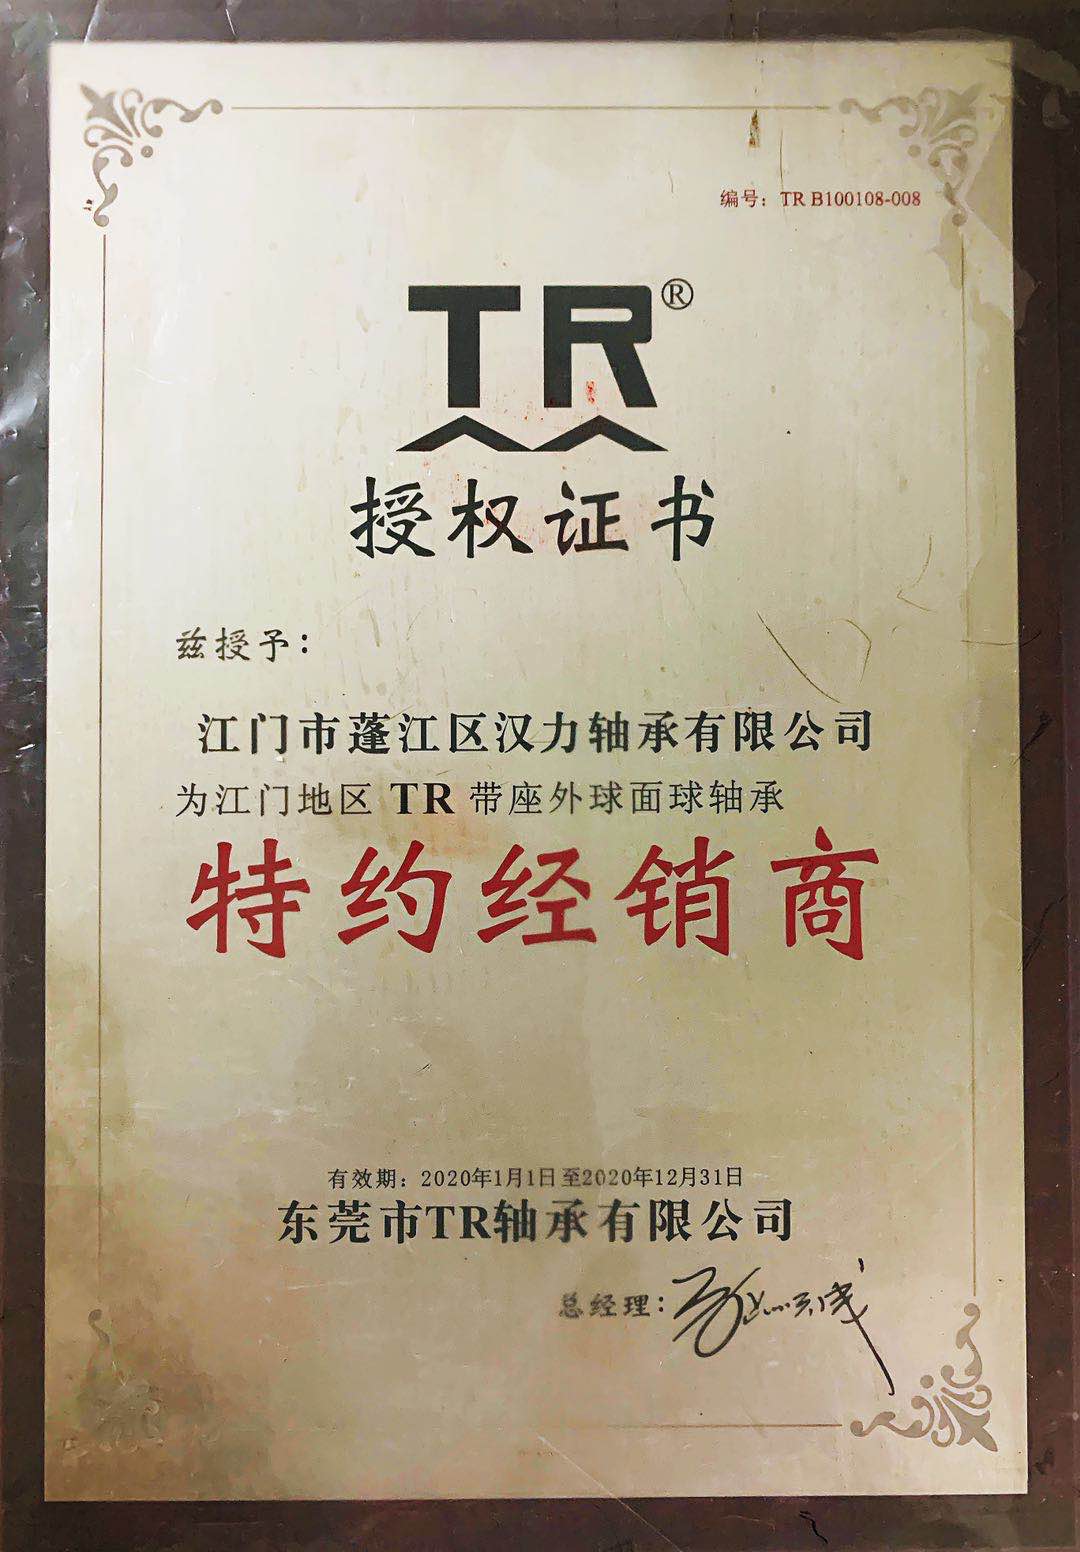 编号：TR B100108-008
TR®
授权证书
兹授予：
江门市蓬江区汉力轴承有限公司
为江门地区 TR 带座外球面球轴承
特约经销商
有效期：2020年1月1日至2020年12月31日
东莞市TR轴承有限公司
总经理：